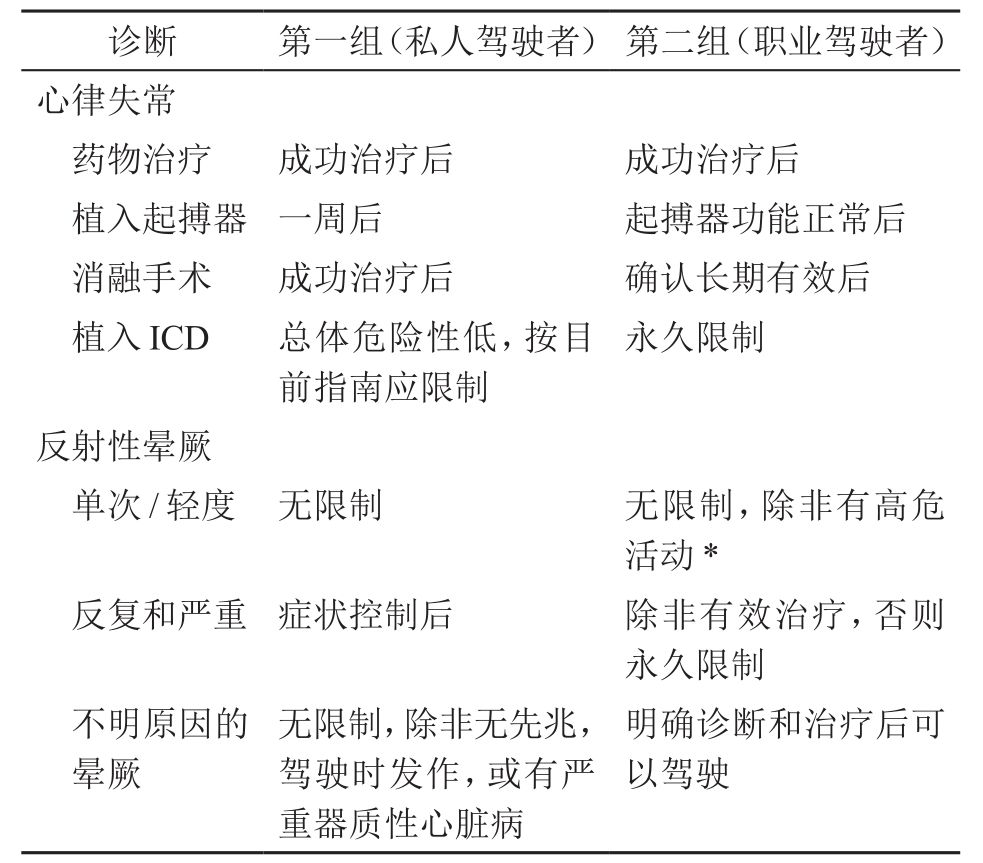 诊断 第一组(私人驾驶者) 第二组(职业驾驶者)
心律失常
药物治疗 成功治疗后 成功治疗后
植入起搏器 一周后 起搏器功能正常后
消融手术 成功治疗后 确认长期有效后
植入 ICD 总体危险性低,按目 永久限制
前指南应限制
反射性晕厥
单次 / 轻度 无限制 无限制,除非有高危
活动 *
反复和严重 症状控制后 除非有效治疗,否则
永久限制
不明原因的 无限制,除非无先兆, 明确诊断和治疗后可
晕厥 驾驶时发作,或有严 以驾驶
重器质性心脏病